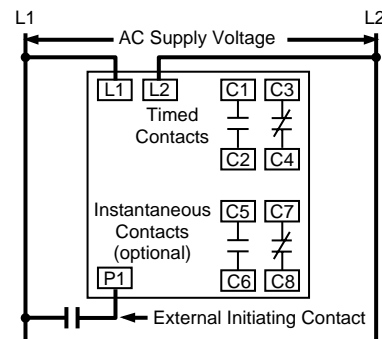 L1 L2
AC Supply Voltage
L1 L2 C1 C3
Timed
Contacts
C2 C4
Instantaneous
Contacts
(optional)
C5 C7
P1 C6 C8
External Initiating Contact